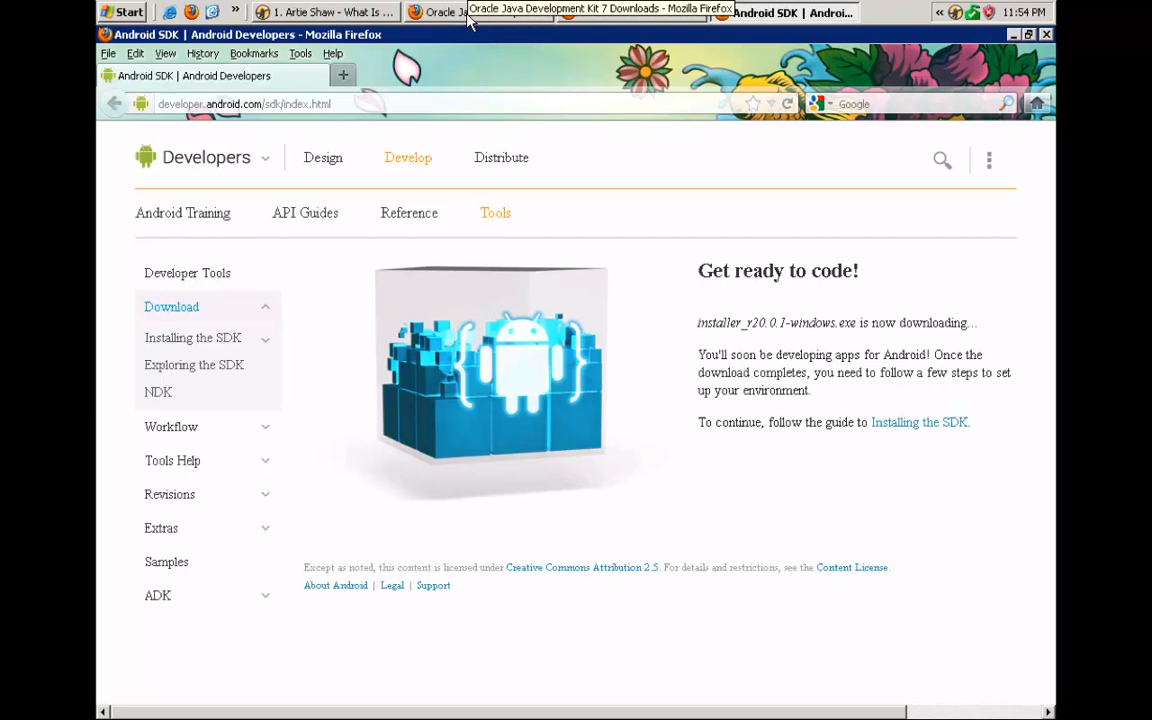 Start
»
1. Artie Shaw - What Is ...
Oracle Ja
Oracle Java Development Kit 7 Downloads - Mozilla Firefox
Android SDK | Androi...
«
11:54 PM
Android SDK | Android Developers - Mozilla Firefox
File Edit View History Bookmarks Tools Help
Android SDK | Android Developers
developer.android.com/sdk/index.html
Google
Developers
Design
Develop
Distribute
Android Training
API Guides
Reference
Tools
Developer Tools
Download
Installing the SDK
Exploring the SDK
NDK
Workflow
Tools Help
Revisions
Extras
Samples
ADK
Get ready to code!
installer_r20.0.1-windows.exe is now downloading...
You'll soon be developing apps for Android! Once the
download completes, you need to follow a few steps to set
up your environment.
To continue, follow the guide to Installing the SDK.
Except as noted, this content is licensed under Creative Commons Attribution 2.5. For details and restrictions, see the Content License.
About Android | Legal | Support